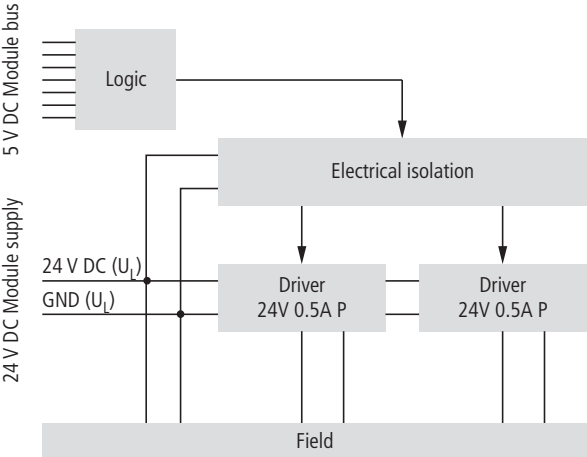 5 V DC Module bus
Logic
Electrical isolation
24 V DC Module supply
24 V DC (UL)
GND (UL)
Driver
24V 0.5A P
Driver
24V 0.5A P
Field